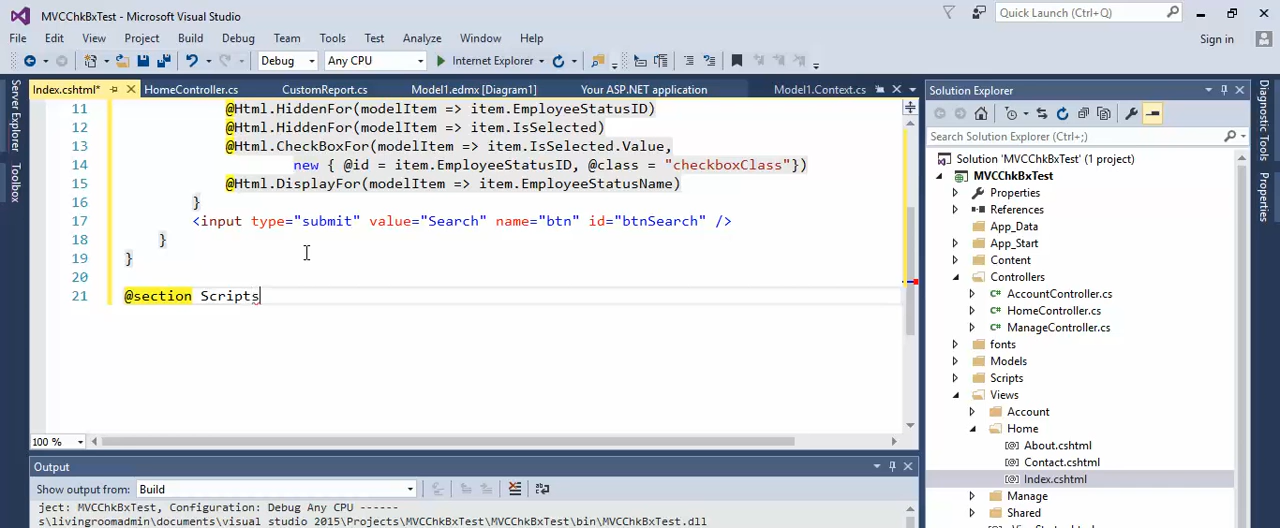 MVCChkBxTest - Microsoft Visual Studio
Quick Launch (Ctrl+Q)
File Edit View Project Build Debug Team Tools Test Analyze Window Help
Sign in
Debug Any CPU Internet Explorer
Server Explorer
Toolbox
Index.cshtml* HomeController.cs CustomReport.cs Model1.edmx [Diagram1] Your ASP.NET application Model1.Context.cs
11 @Html.HiddenFor(modelItem => item.EmployeeStatusID)
12 @Html.HiddenFor(modelItem => item.IsSelected)
13 @Html.CheckBoxFor(modelItem => item.IsSelected.Value,
14 new { @id = item.EmployeeStatusID, @class = "checkboxClass"})
15 @Html.DisplayFor(modelItem => item.EmployeeStatusName)
16 }
17 <input type="submit" value="Search" name="btn" id="btnSearch" />
18 }
19 }
20
21 @section Scripts
100 %
Output
Show output from: Build
ject: MVCChkBxTest, Configuration: Debug Any CPU ------
s\livingroomadmin\documents\visual studio 2015\Projects\MVCChkBxTest\MVCChkBxTest\bin\MVCChkBxTest.dll
Solution Explorer
Search Solution Explorer (Ctrl+;)
Solution 'MVCChkBxTest' (1 project)
MVCChkBxTest
Properties
References
App_Data
App_Start
Content
Controllers
C# AccountController.cs
C# HomeController.cs
C# ManageController.cs
fonts
Models
Scripts
Views
Account
Home
[@] About.cshtml
[@] Contact.cshtml
[@] Index.cshtml
Manage
Shared
Diagnostic Tools
Properties